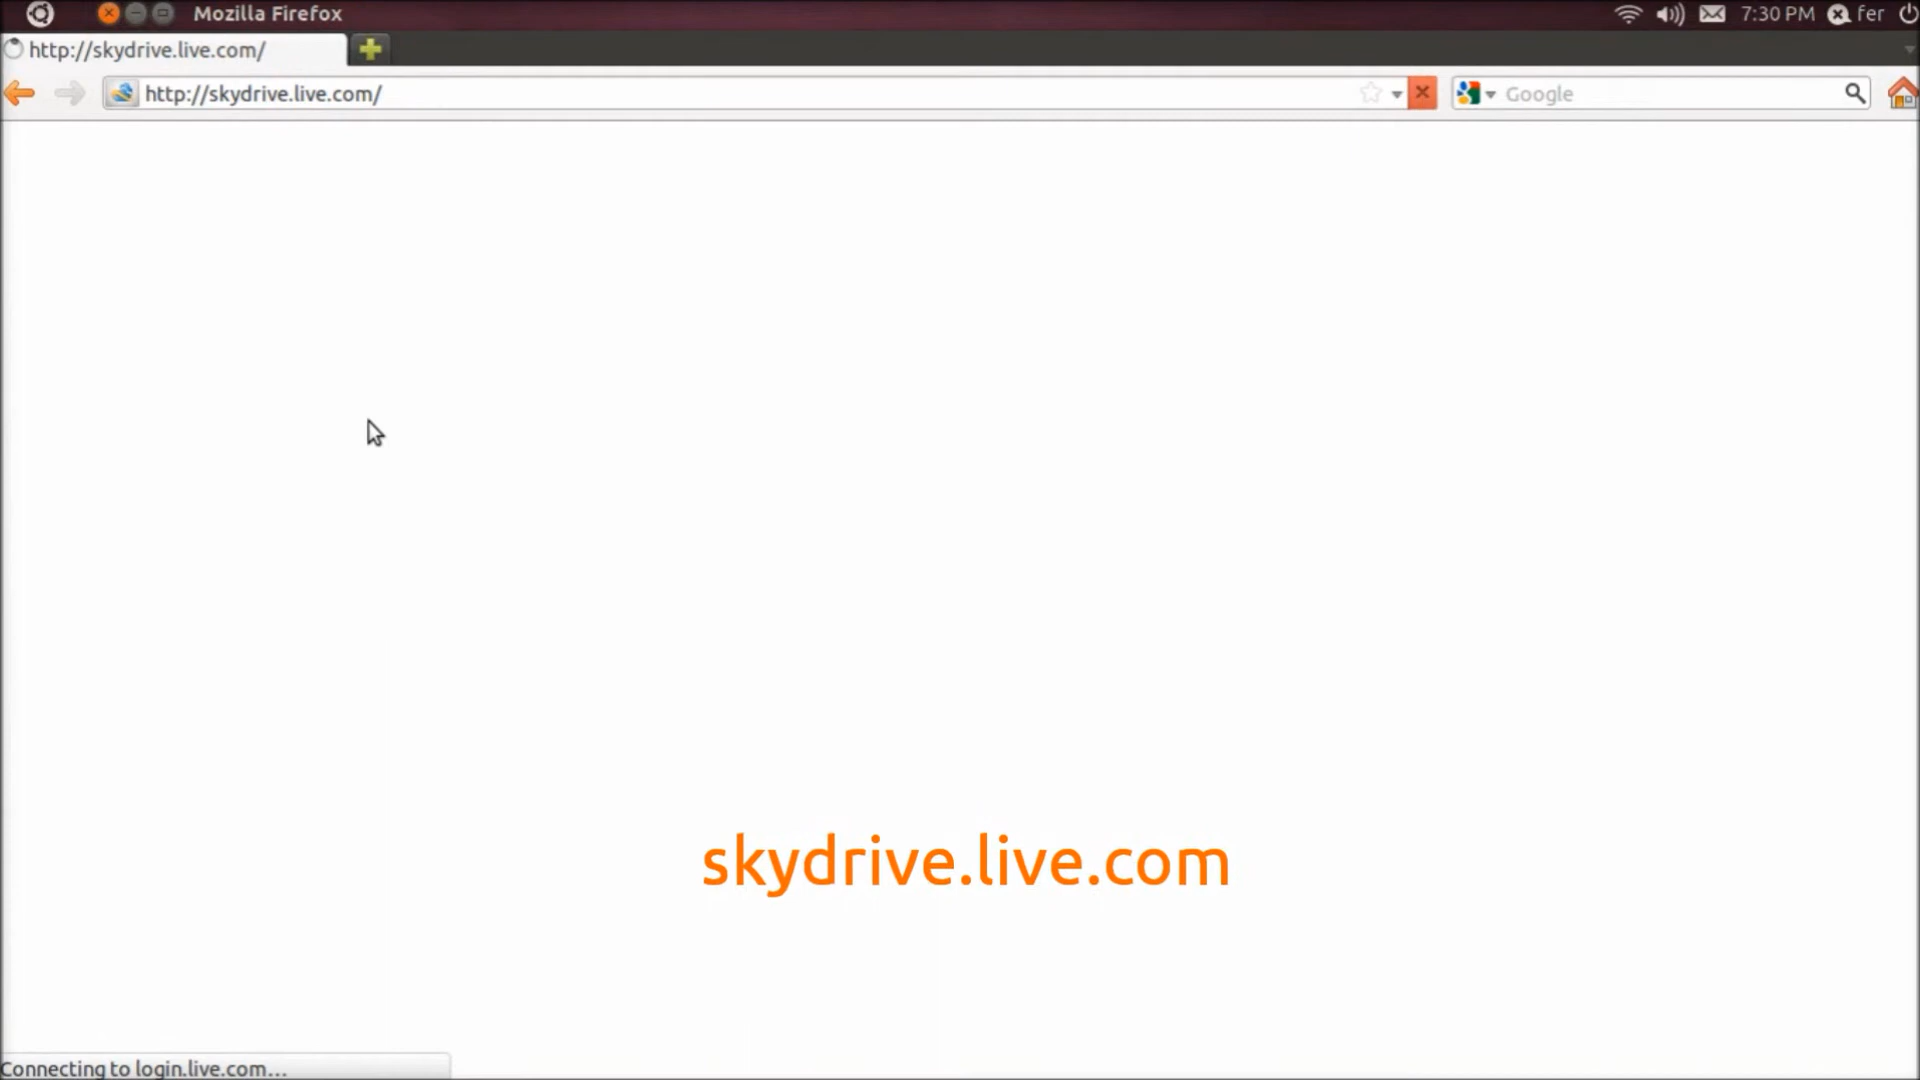 Mozilla Firefox
7:30 PM
fer
http://skydrive.live.com/
http://skydrive.live.com/
Google
skydrive.live.com
Connecting to login.live.com...